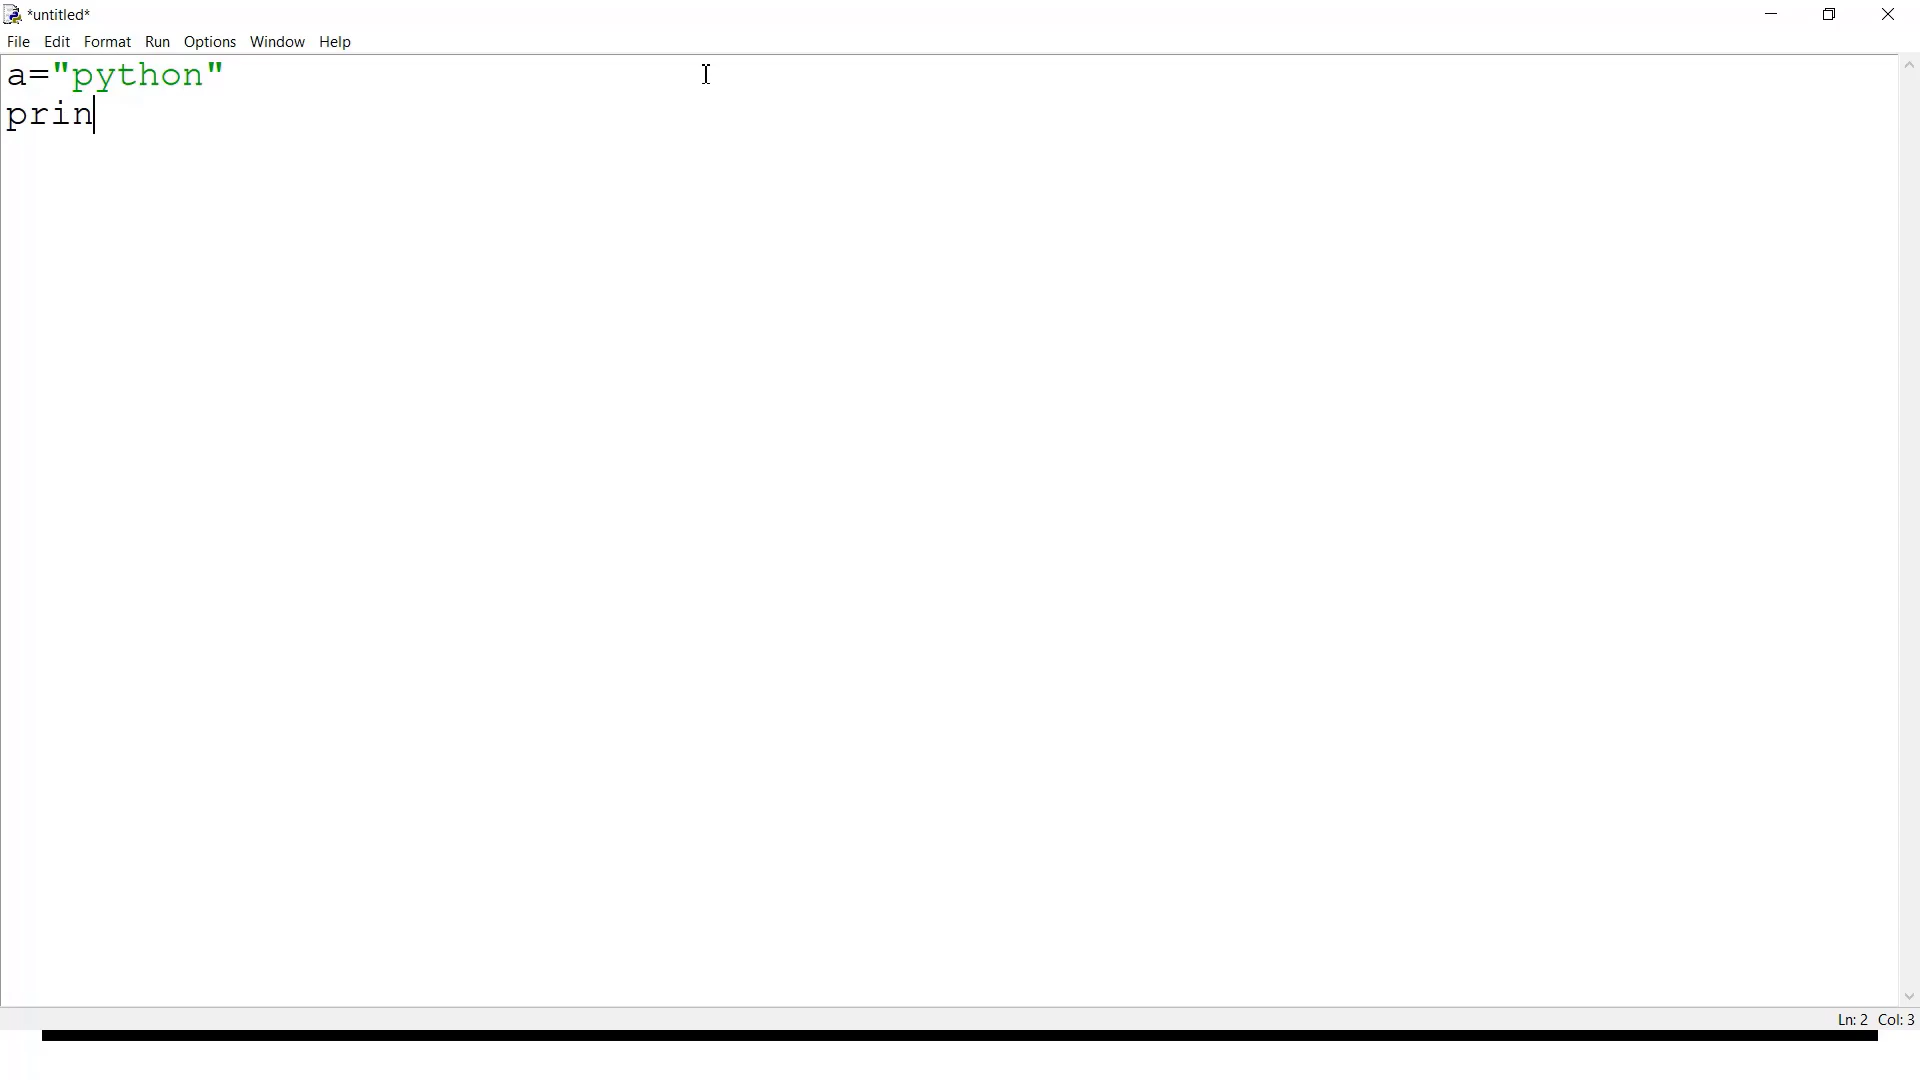 *untitled*
File Edit Format Run Options Window Help
a="python"
prin
Ln: 2 Col: 3